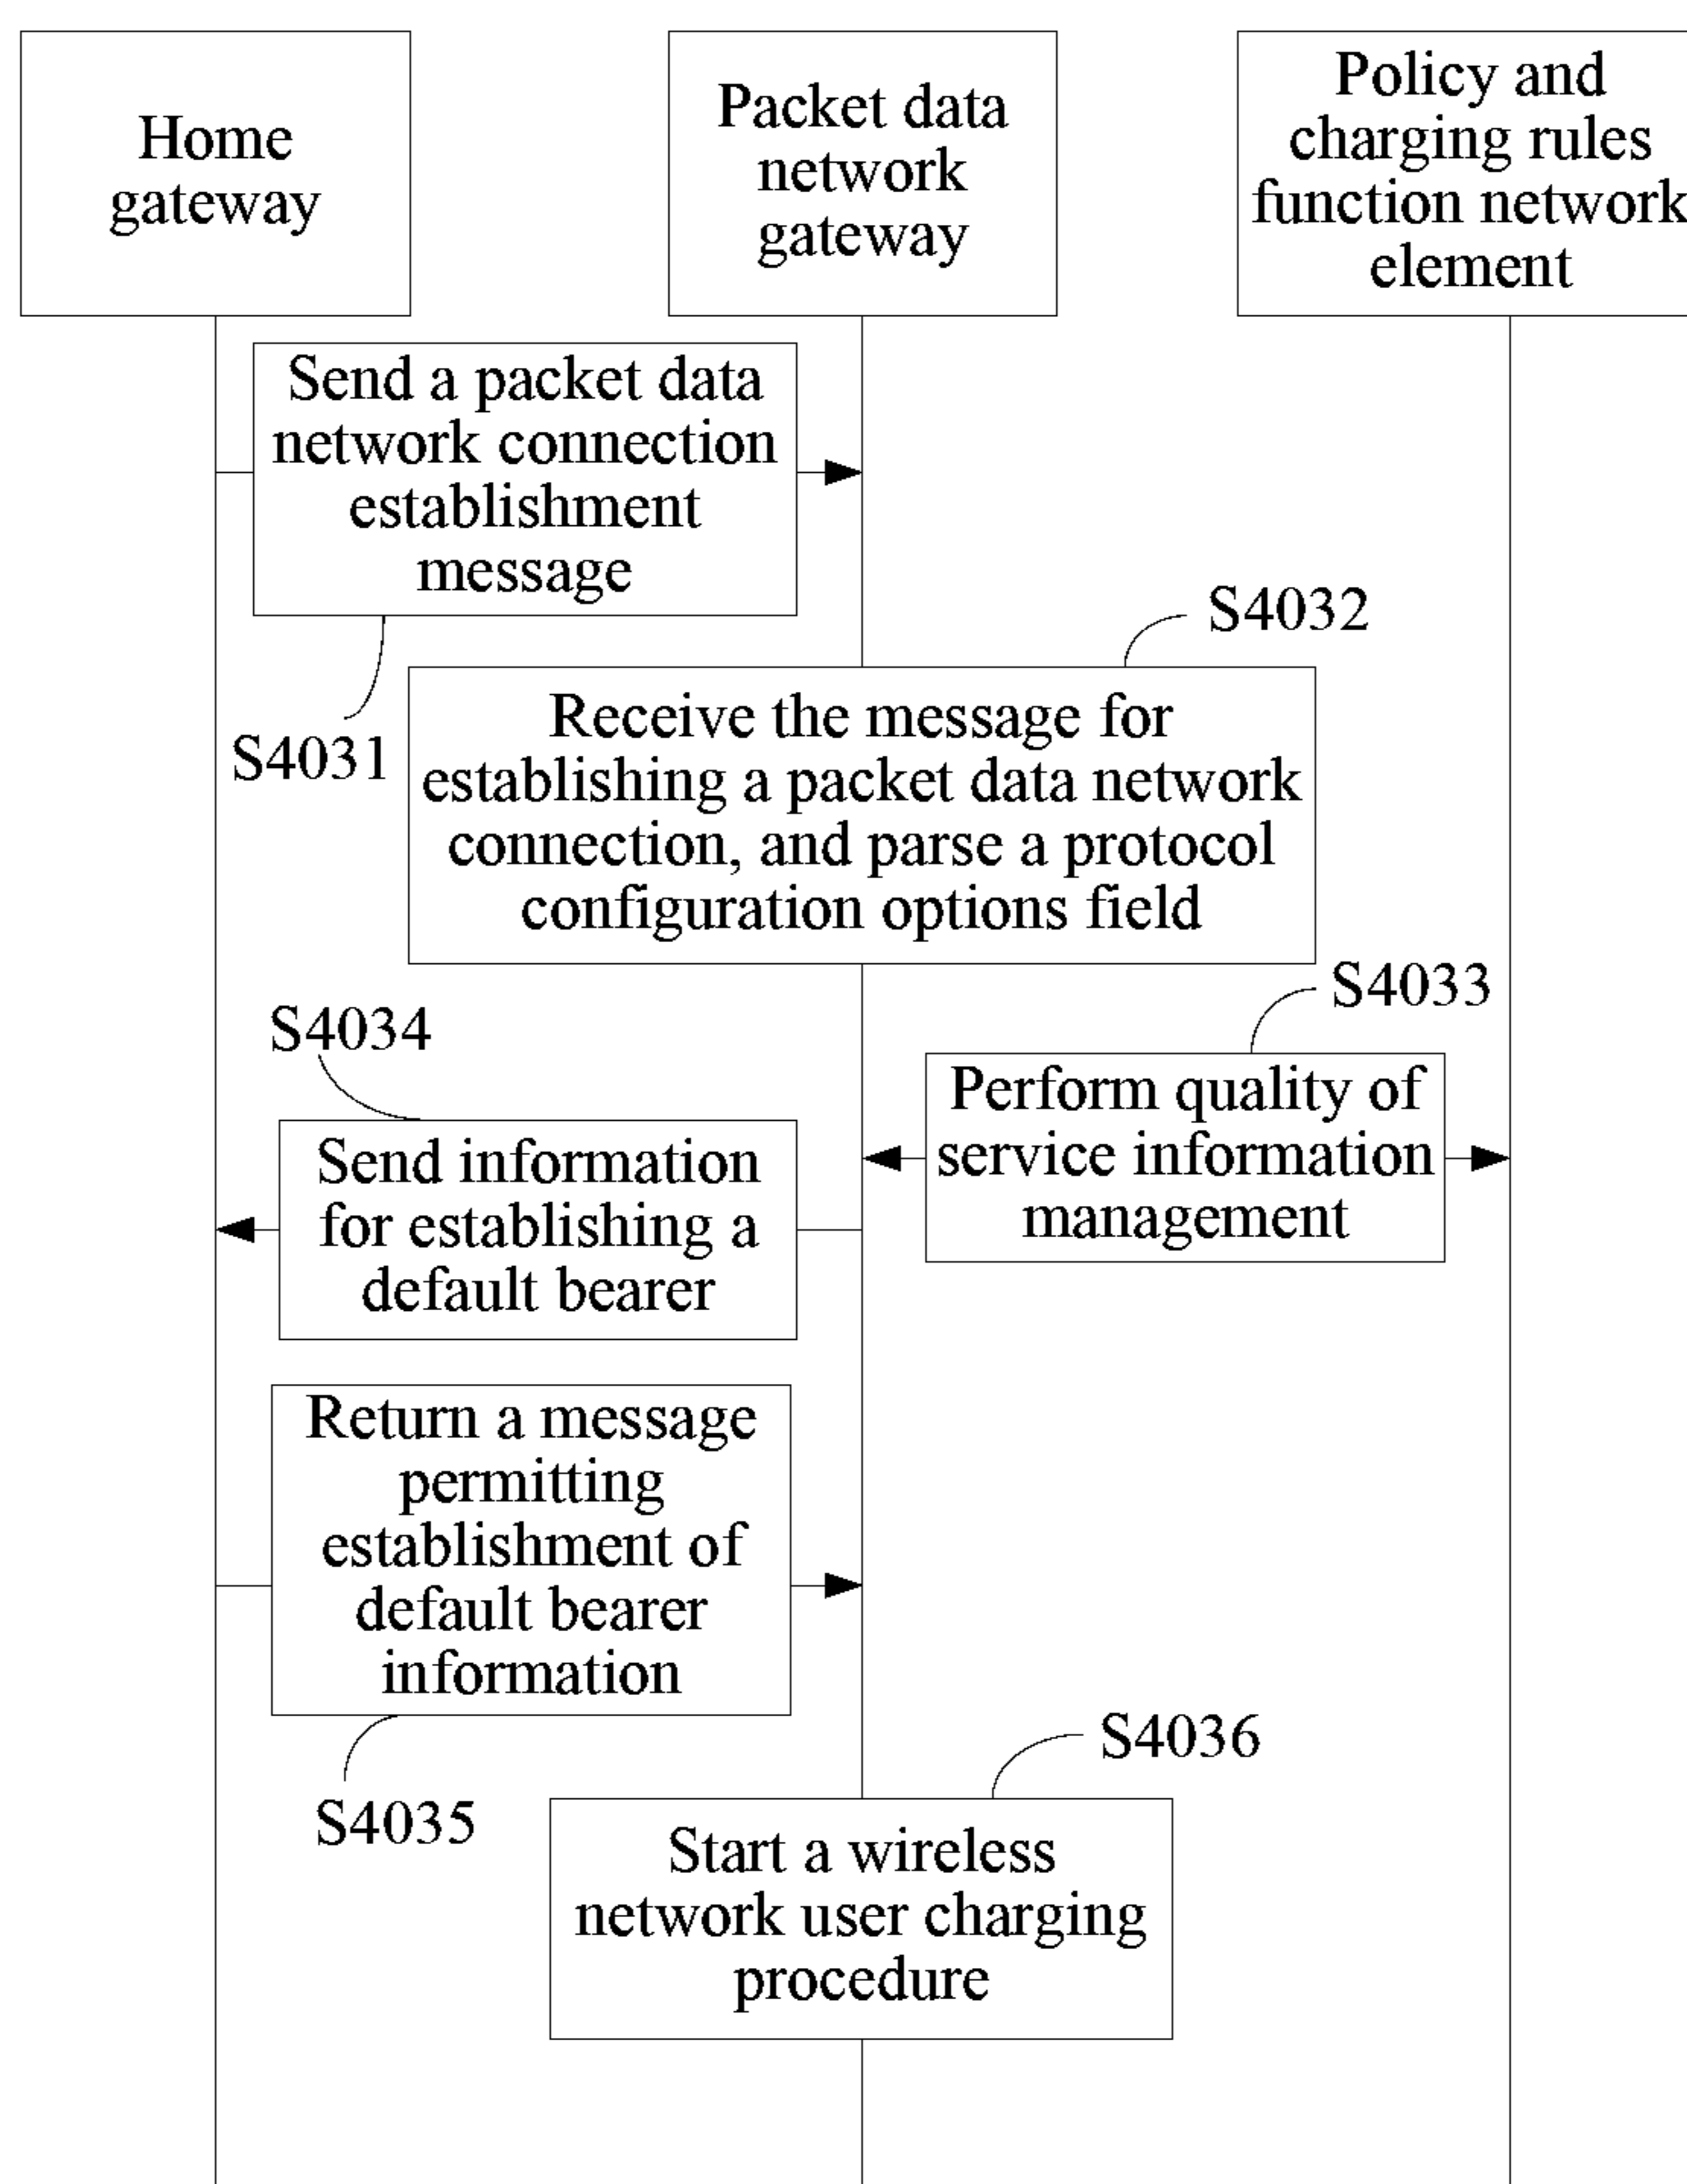 Home
gateway
Packet data
network
gateway
Policy and
charging rules
function network
element
Send a packet data
network connection
establishment
message
S4031
S4032
Receive the message for
establishing a packet data network
connection, and parse a protocol
configuration options field
S4033
Perform quality of
service information
management
S4034
Send information
for establishing a
default bearer
Return a message
permitting
establishment of
default bearer
information
S4035
S4036
Start a wireless
network user charging
procedure